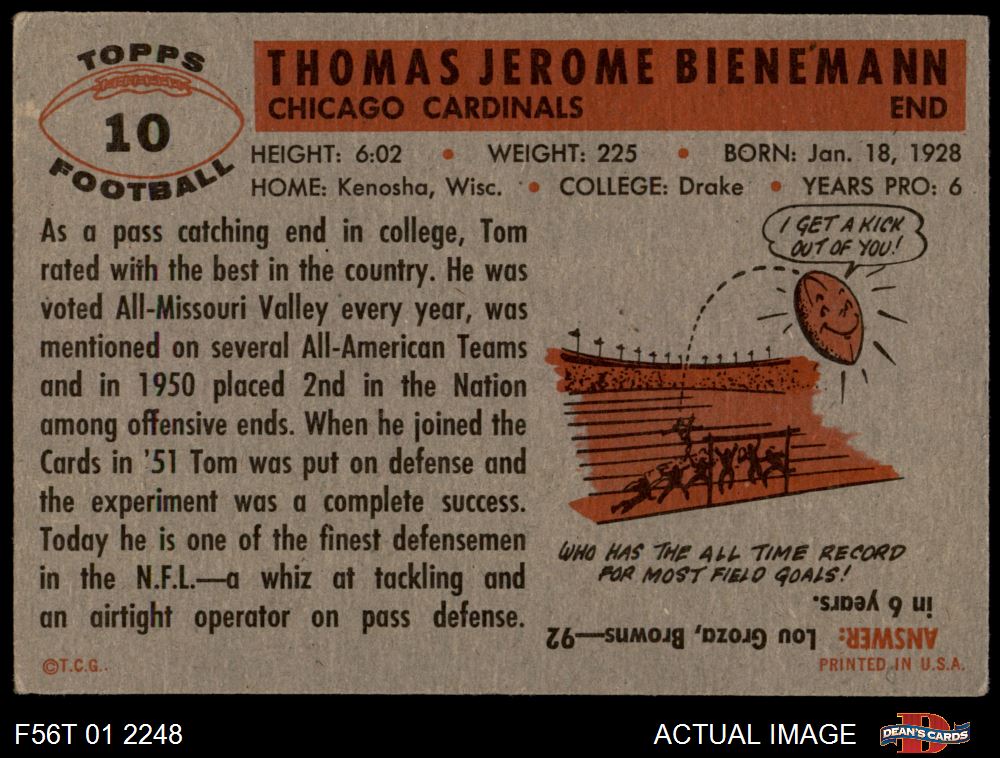 TOPPS
10
FOOTBALL
THOMAS JEROME BIENEMANN
CHICAGO CARDINALS END
HEIGHT: 6:02 • WEIGHT: 225 • BORN: Jan. 18, 1928
HOME: Kenosha, Wisc. • COLLEGE: Drake • YEARS PRO: 6
As a pass catching end in college, Tom
rated with the best in the country. He was
voted All-Missouri Valley every year, was
mentioned on several All-American Teams
and in 1950 placed 2nd in the Nation
among offensive ends. When he joined the
Cards in '51 Tom was put on defense and
the experiment was a complete success.
Today he is one of the finest defensemen
in the N.F.L.—a whiz at tackling and
an airtight operator on pass defense.
©T.C.G.
I GET A KICK
OUT OF YOU!
WHO HAS THE ALL TIME RECORD
FOR MOST FIELD GOALS!
ANSWER: Lou Groza, Browns—92
in 6 years.
PRINTED IN U.S.A.
F56T 01 2248
ACTUAL IMAGE
D
DEAN'S CARDS